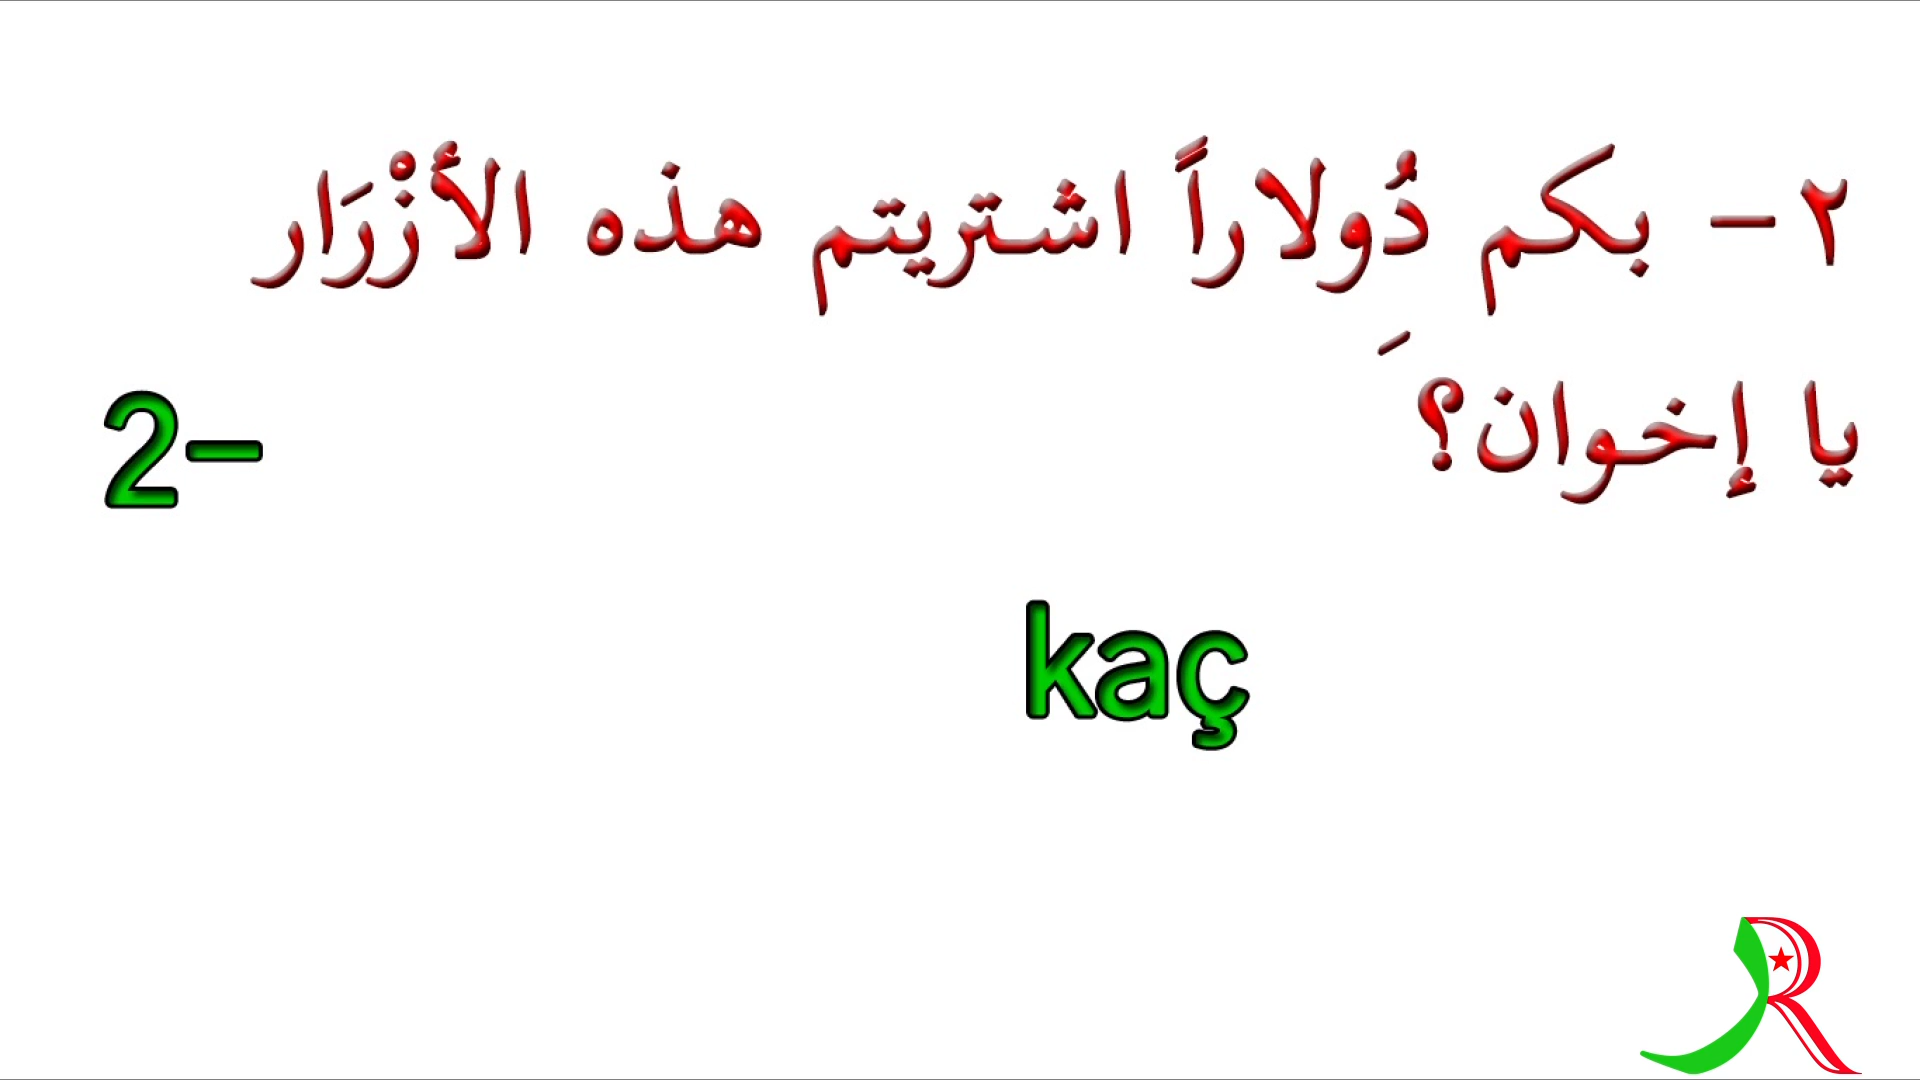 ٢ - بكم دُولاراً اشتريتم هذه الأزْرَار
يا إخوان؟
2-
kaç